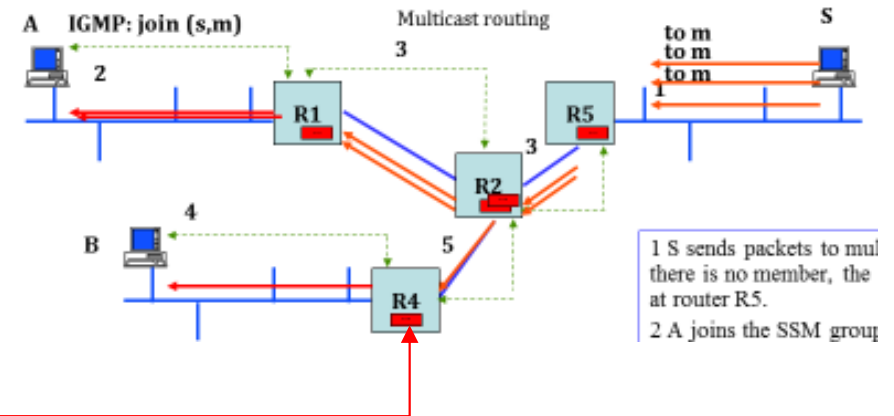 Multicast routing
A IGMP: join (s,m)
S
to m
to m
to m
1
2
3
R1
R5
3
R2
4
B
5
R4
1 S sends packets to mul
there is no member, the
at router R5.
2 A joins the SSM group